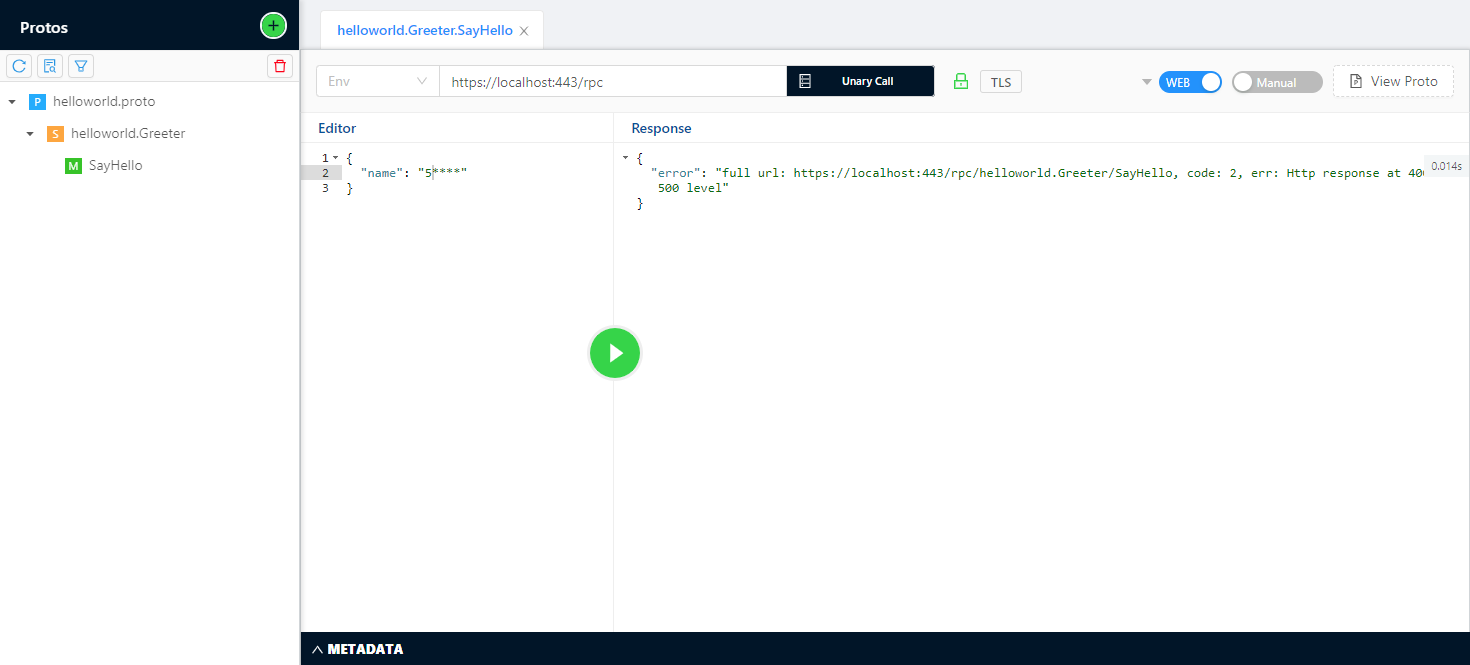 Protos
helloworld.Greeter.SayHello
Env
https://localhost:443/rpc
Unary Call
TLS
WEB
Manual
View Proto
P helloworld.proto
S helloworld.Greeter
M SayHello
Editor
1 {
2 "name": "5****"
3 }
Response
{
"error": "full url: https://localhost:443/rpc/helloworld.Greeter/SayHello, code: 2, err: Http response at 400
500 level"
}
0.014s
METADATA